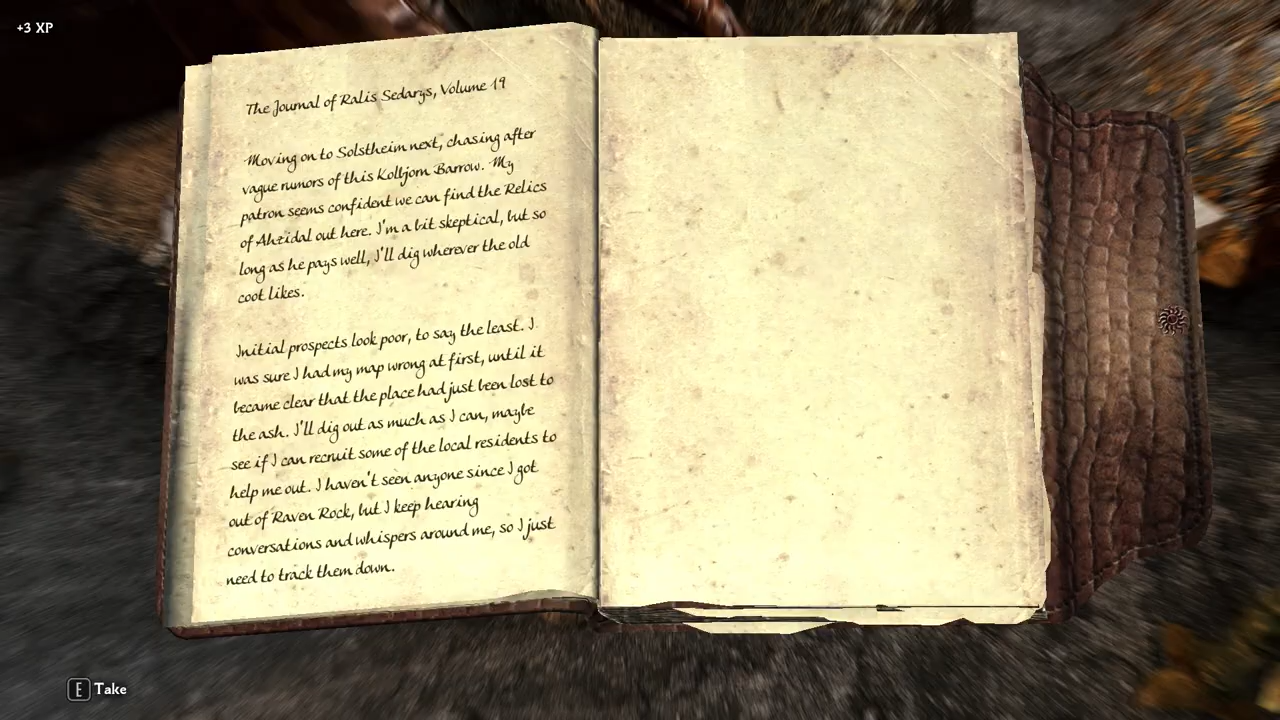 +3 XP
The Journal of Ralis Sedarys, Volume 19
Moving on to Solstheim next, chasing after
vague rumors of this Kolbjorn Barrow. My
patron seems confident we can find the Relics
of Ahzidal out here. I'm a bit skeptical, but so
long as he pays well, I'll dig wherever the old
coot likes.
Initial prospects look poor, to say the least. I
was sure I had my map wrong at first, until it
became clear that the place had just been lost to
the ash. I'll dig out as much as I can, maybe
see if I can recruit some of the local residents to
help me out. I haven't seen anyone since I got
out of Raven Rock, but I keep hearing
conversations and whispers around me, so I just
need to track them down.
E Take